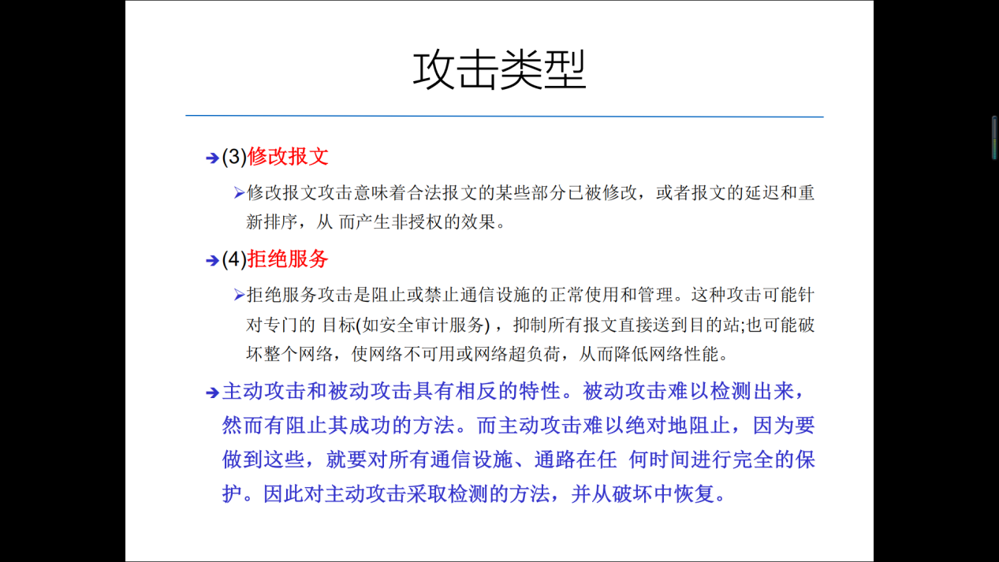 攻击类型
(3)修改报文
修改报文攻击意味着合法报文的某些部分已被修改，或者报文的延迟和重
新排序，从 而产生非授权的效果。
(4)拒绝服务
拒绝服务攻击是阻止或禁止通信设施的正常使用和管理。这种攻击可能针
对专门的 目标(如安全审计服务) ，抑制所有报文直接送到目的站;也可能破
坏整个网络，使网络不可用或网络超负荷，从而降低网络性能。
主动攻击和被动攻击具有相反的特性。被动攻击难以检测出来，
然而有阻止其成功的方法。而主动攻击难以绝对地阻止，因为要
做到这些，就要对所有通信设施、通路在任 何时间进行完全的保
护。因此对主动攻击采取检测的方法，并从破坏中恢复。